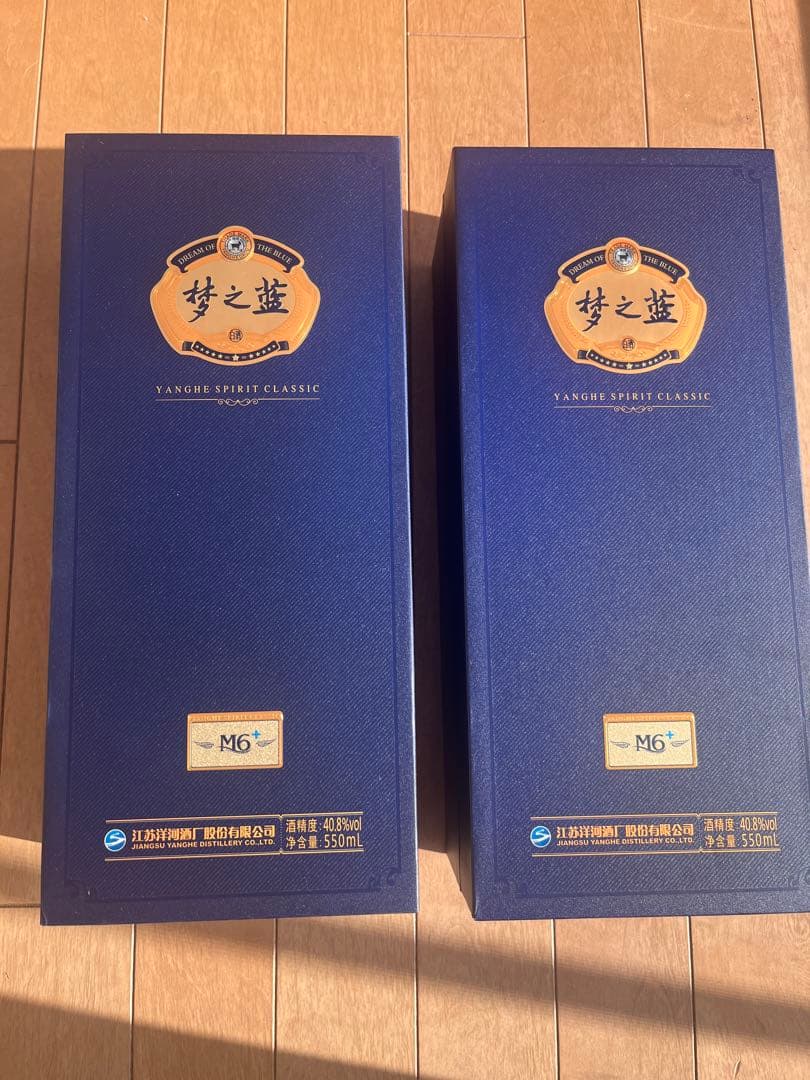 DREAM OF THE BLUE
梦之蓝
YANGHE SPIRIT CLASSIC
YANGHE SPIRIT CLASSIC
M6+
江苏洋河酒厂股份有限公司
JIANGSU YANGHE DISTILLERY CO.,LTD.
酒精度: 40.8%vol
净含量: 550mL
DREAM OF THE BLUE
梦之蓝
YANGHE SPIRIT CLASSIC
M6+
江苏洋河酒厂股份有限公司
JIANGSU YANGHE DISTILLERY CO.,LTD.
酒精度: 40.8%vol
净含量: 550mL